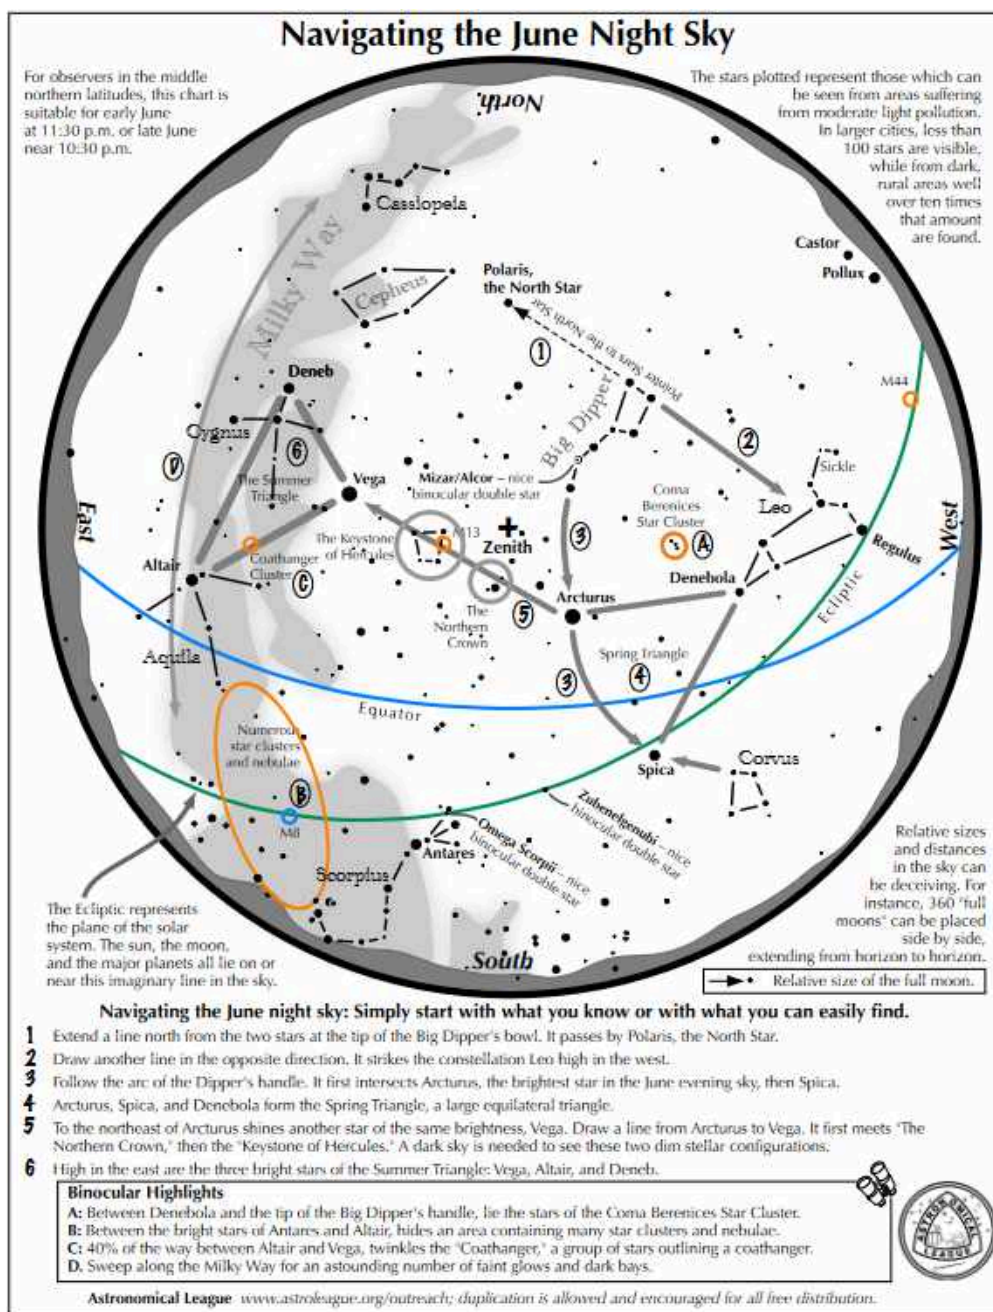 Navigating the June Night Sky
For observers in the middle
northern latitudes, this chart is
suitable for early June
at 11:30 p.m. or late June
near 10:30 p.m.
The stars plotted represent those which can
be seen from areas suffering
from moderate light pollution.
In larger cities, less than
100 stars are visible,
while from dark,
rural areas well
over ten times
that amount
are found.
North
Cassiopeia
Milky Way
Cepheus
Polaris,
the North Star
Castor
Pollux
Pointer Stars to the North Star
1
M44
Deneb
Cygnus
6
D
The Summer
Triangle
Vega
Big Dipper
2
Sickle
Leo
Mizar/Alcor – nice
binocular double star
Coma
Berenices
Star Cluster
A
East
West
The Keystone
of Hercules
M13
Zenith
3
Regulus
Altair
Coathanger
Cluster
C
Denebola
Arcturus
Ecliptic
The
Northern
Crown
5
Aquila
Spring Triangle
3
4
Equator
Numerous
star clusters
and nebulae
B
M8
Spica
Corvus
Zubenelgenubi – nice
binocular double star
Omega Scorpii – nice
binocular double star
Antares
Scorpius
South
The Ecliptic represents
the plane of the solar
system. The sun, the moon,
and the major planets all lie on or
near this imaginary line in the sky.
Relative sizes
and distances
in the sky can
be deceiving. For
instance, 360 "full
moons" can be placed
side by side,
extending from horizon to horizon.
Relative size of the full moon.
Navigating the June night sky: Simply start with what you know or with what you can easily find.
1 Extend a line north from the two stars at the tip of the Big Dipper's bowl. It passes by Polaris, the North Star.
2 Draw another line in the opposite direction. It strikes the constellation Leo high in the west.
3 Follow the arc of the Dipper's handle. It first intersects Arcturus, the brightest star in the June evening sky, then Spica.
4 Arcturus, Spica, and Denebola form the Spring Triangle, a large equilateral triangle.
5 To the northeast of Arcturus shines another star of the same brightness, Vega. Draw a line from Arcturus to Vega. It first meets "The
Northern Crown," then the "Keystone of Hercules." A dark sky is needed to see these two dim stellar configurations.
6 High in the east are the three bright stars of the Summer Triangle: Vega, Altair, and Deneb.
Binocular Highlights
A: Between Denebola and the tip of the Big Dipper's handle, lie the stars of the Coma Berenices Star Cluster.
B: Between the bright stars of Antares and Altair, hides an area containing many star clusters and nebulae.
C: 40% of the way between Altair and Vega, twinkles the "Coathanger," a group of stars outlining a coathanger.
D. Sweep along the Milky Way for an astounding number of faint glows and dark bays.
ASTRONOMICAL
LEAGUE
Astronomical League www.astroleague.org/outreach; duplication is allowed and encouraged for all free distribution.